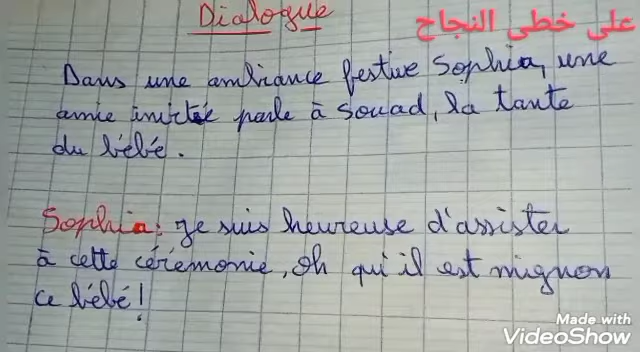 Dialogue
على خطى النجاح
Dans une ambiance festive Sophia, une
amie invitée parle à Souad, la tante
du bébé.
Sophia: je suis heureuse d'assister
à cette cérémonie, oh qui il est mignon
ce bébé!
Made with
VideoShow